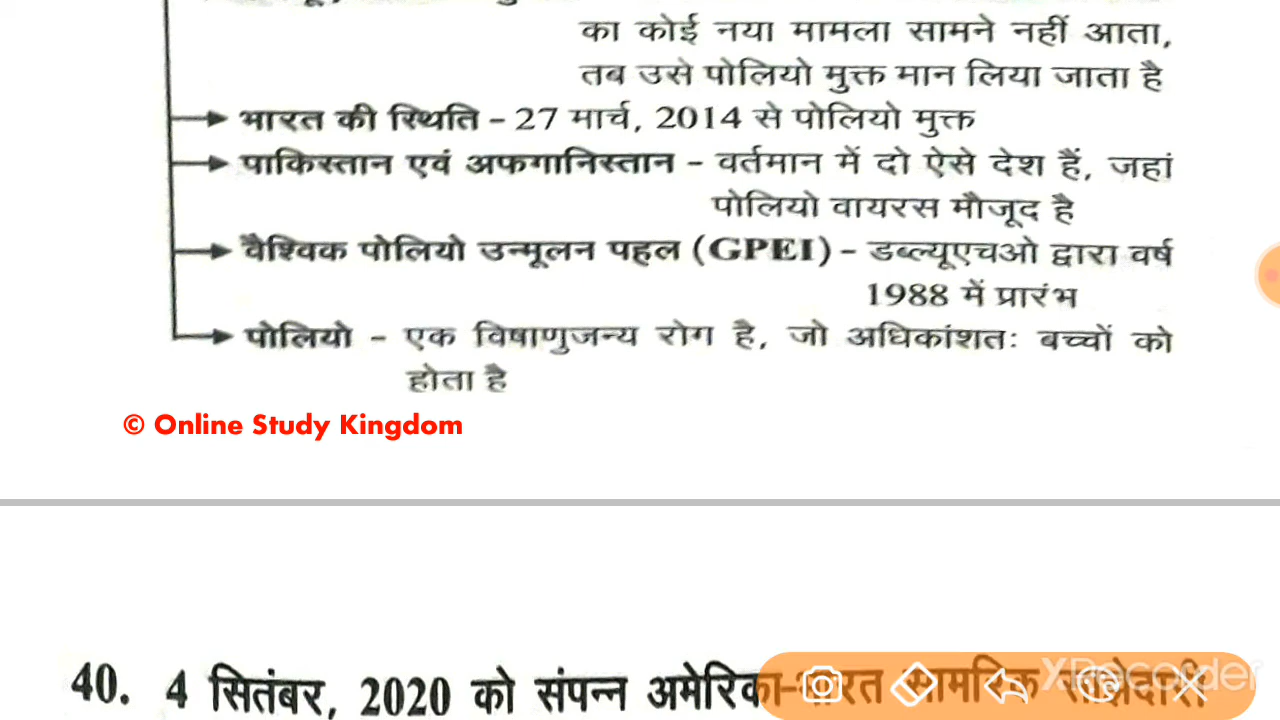 का कोई नया मामला सामने नहीं आता,
तब उसे पोलियो मुक्त मान लिया जाता है
भारत की स्थिति – 27 मार्च, 2014 से पोलियो मुक्त
पाकिस्तान एवं अफगानिस्तान – वर्तमान में दो ऐसे देश हैं, जहां
पोलियो वायरस मौजूद है
वैश्विक पोलियो उन्मूलन पहल (GPEI) – डब्ल्यूएचओ द्वारा वर्ष
1988 में प्रारंभ
पोलियो – एक विषाणुजन्य रोग है, जो अधिकांशतः बच्चों को
होता है
© Online Study Kingdom
40. 4 सितंबर, 2020 को संपन्न अमेरिका-भारत सामरिक
XRecorder